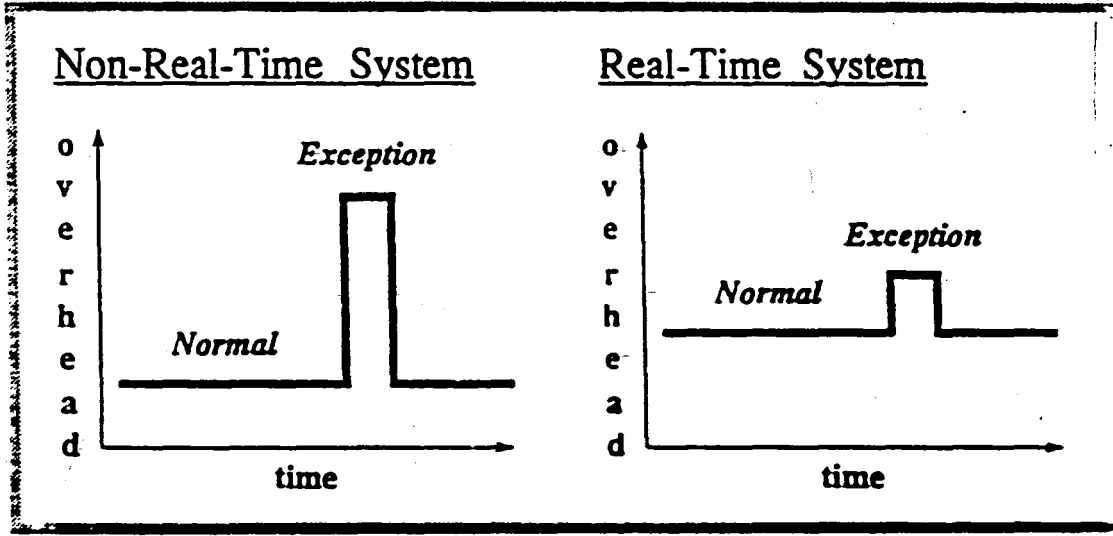 Non-Real-Time System
overhead
Exception
Normal
time
Real-Time System
overhead
Exception
Normal
time